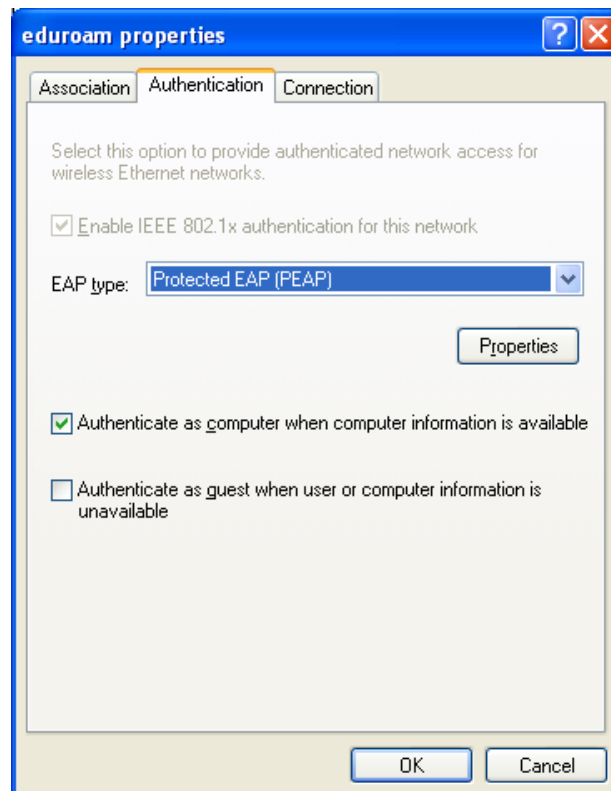 eduroam properties
Association Authentication Connection
Select this option to provide authenticated network access for
wireless Ethernet networks.
Enable IEEE 802.1x authentication for this network
EAP type: Protected EAP (PEAP)
Properties
Authenticate as computer when computer information is available
Authenticate as guest when user or computer information is
unavailable
OK Cancel